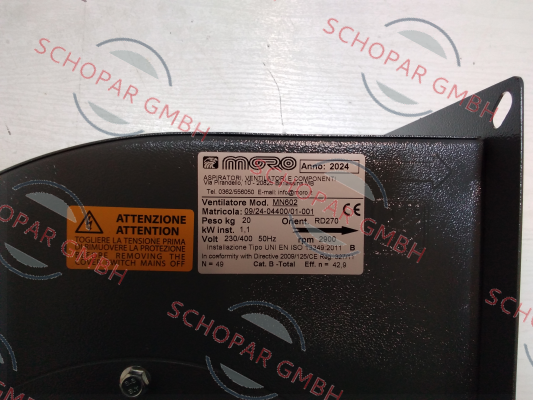 SCHOPAR GMBH
MORO Anno: 2024
ASPIRATORI, VENTILATORI E COMPONENTI
Via Pirandello, 10 - 20825 Barlassina MB
Tel. 0362/556050 E-mail: info@moro.i
Ventilatore Mod. MN602
Matricola: 09/24-04400/01-001
Peso kg 20 Orient. RD270
kW inst. 1,1
Volt 230/400 50Hz rpm 2900
Installazione Tipo UNI EN ISO 13349:2011 B
In conformity with Directive 2009/125/CE Reg. 327/11
N = 49 Cat. B -Total Eff. n = 42,9
ATTENZIONE
ATTENTION
TOGLIERE LA TENSIONE PRIMA
DI RIMUOVERE LA PROTEZIONE
BEFORE REMOVING THE
COVER SWITCH MAINS OFF
SCHOPAR GMBH
SCHOPAR GMBH
SCHOPAR GMBH
SCHOPAR GMBH